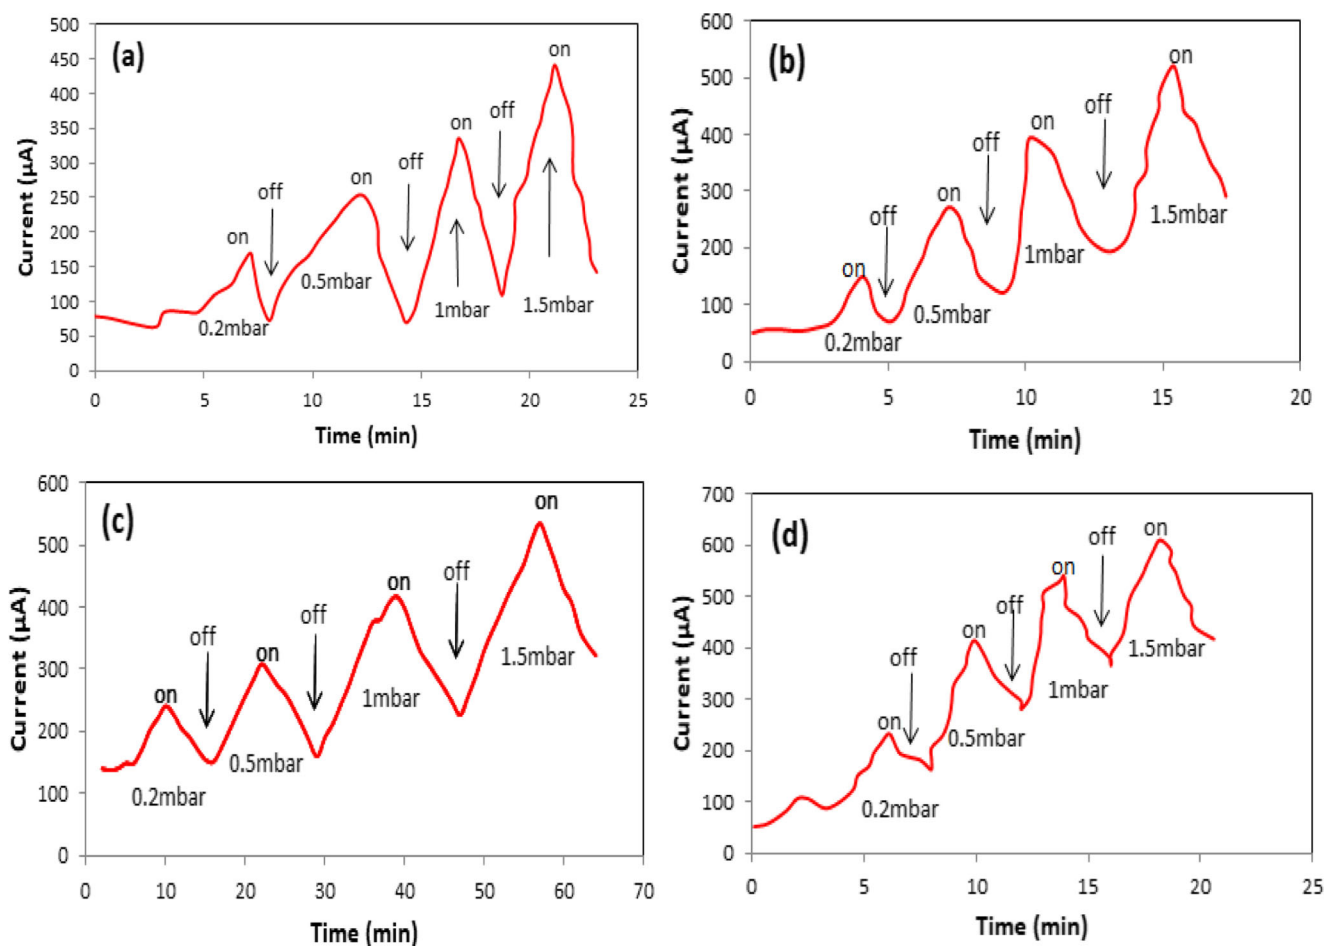 (a)
500
450
400
350
300
250
200
150
100
50
0
Current (µA)
on
off
on
off
on
off
on
0.2mbar
0.5mbar
1mbar
1.5mbar
0 5 10 15 20 25
Time (min)
(b)
600
500
400
300
200
100
0
Current (µA)
on
off
on
off
on
off
on
0.2mbar
0.5mbar
1mbar
1.5mbar
0 5 10 15 20
Time (min)
(c)
600
500
400
300
200
100
0
Current (µA)
on
off
on
off
on
off
on
0.2mbar
0.5mbar
1mbar
1.5mbar
0 10 20 30 40 50 60 70
Time (min)
(d)
700
600
500
400
300
200
100
0
Current (µA)
on
off
on
off
on
off
on
0.2mbar
0.5mbar
1mbar
1.5mbar
0 5 10 15 20 25
Time (min)